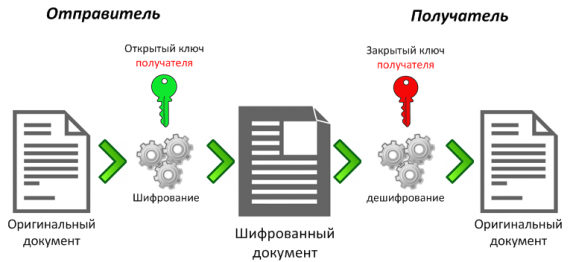 Отправитель
Получатель
Открытый ключ
получателя
Закрытый ключ
получателя
Шифрование
дешифрование
Оригинальный
документ
Шифрованный
документ
Оригинальный
документ